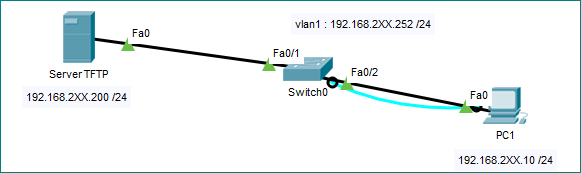 vlan1 : 192.168.2XX.252 /24
Fa0
Fa0/1
Server TFTP
Fa0/2
Switch0
192.168.2XX.200 /24
Fa0
PC1
192.168.2XX.10 /24